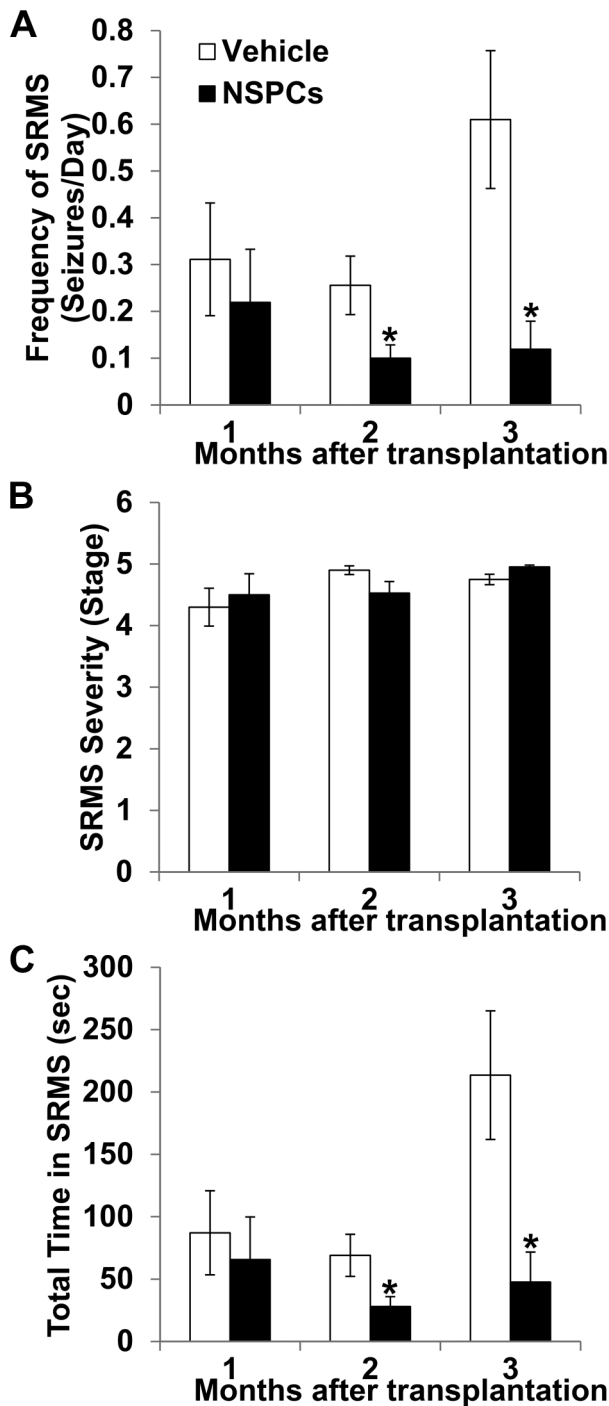 A
0.8
0.7
0.6
0.5
0.4
0.3
0.2
0.1
0
Frequency of SRMS
(Seizures/Day)
Vehicle
NSPCs
*
*
1 2 3
Months after transplantation
B
6
5
4
3
2
1
0
SRMS Severity (Stage)
1 2 3
Months after transplantation
C
300
250
200
150
100
50
0
Total Time in SRMS (sec)
*
*
1 2 3
Months after transplantation